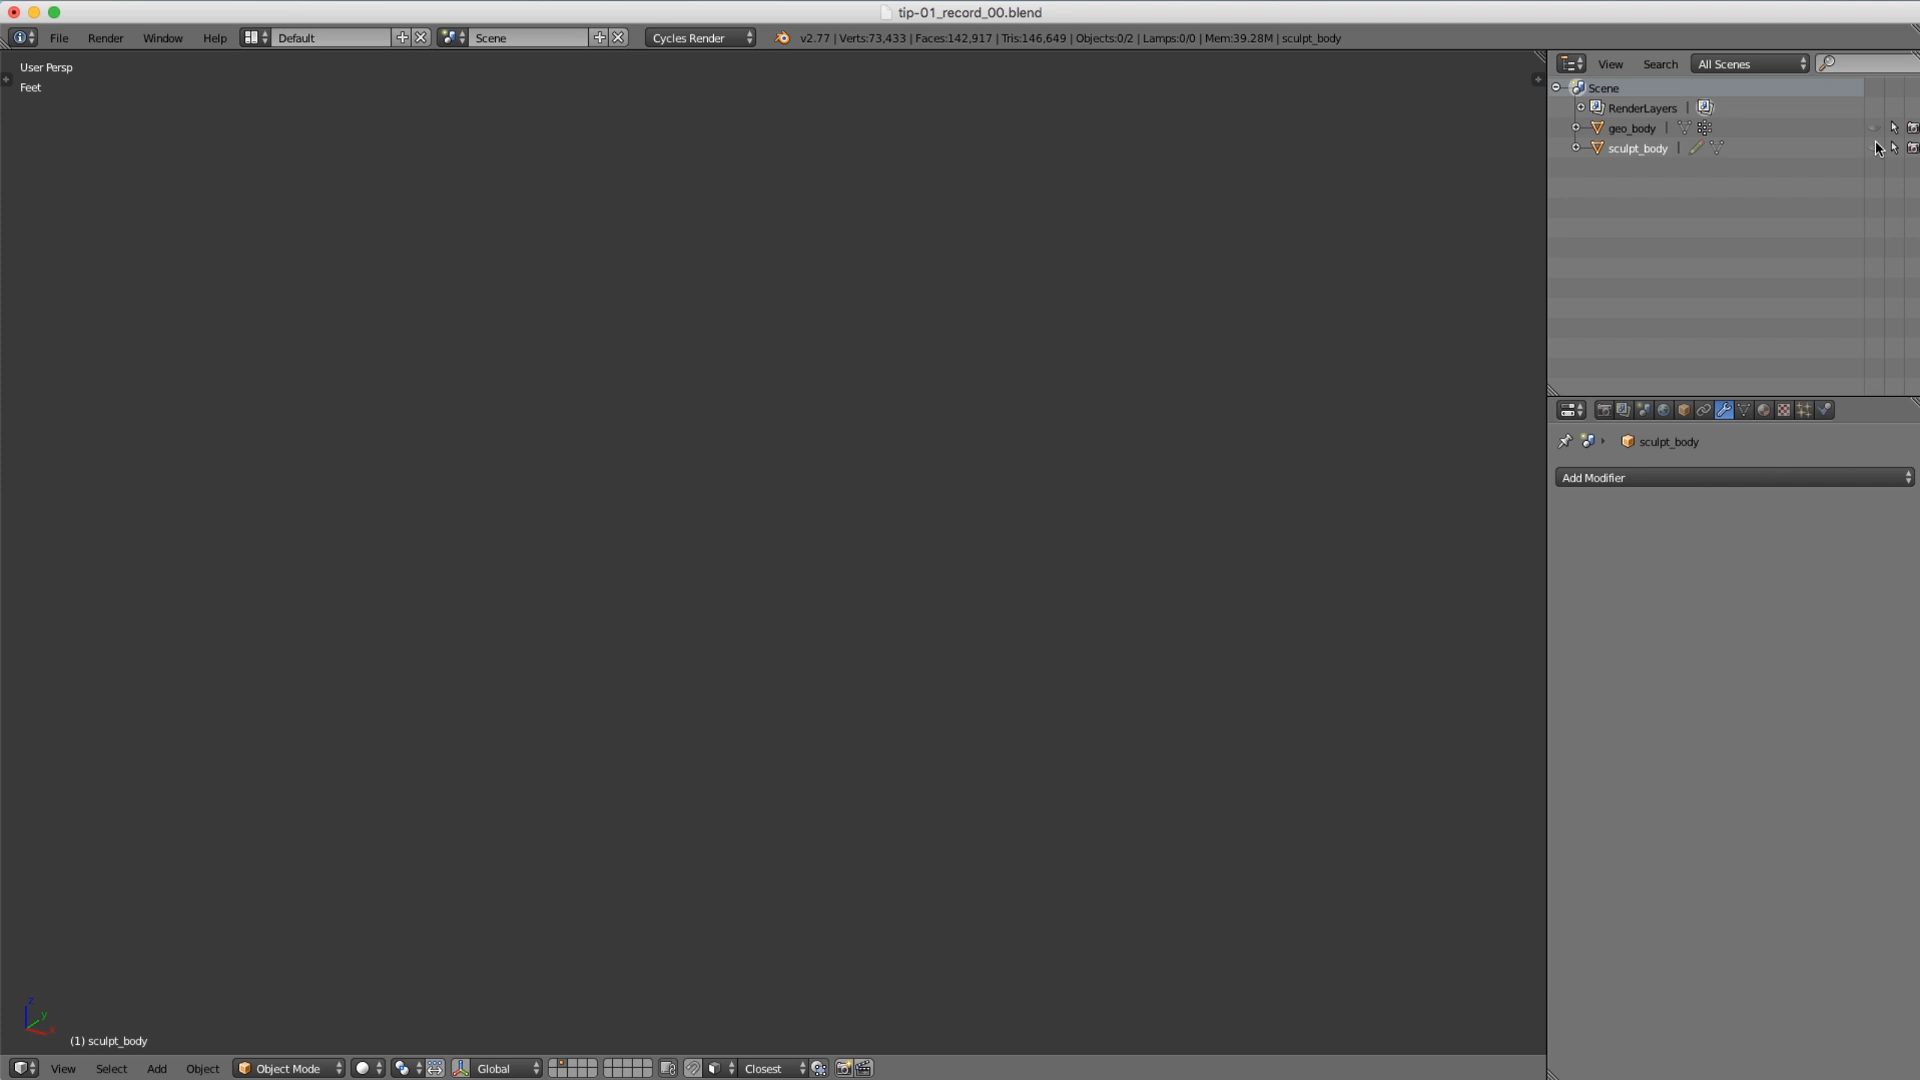 tip-01_record_00.blend
File Render Window Help Default Scene Cycles Render v2.77 | Verts:73,433 | Faces:142,917 | Tris:146,649 | Objects:0/2 | Lamps:0/0 | Mem:39.28M | sculpt_body
User Persp
Feet
View Search All Scenes
Scene
RenderLayers |
geo_body |
sculpt_body |
sculpt_body
Add Modifier
z
y
x
(1) sculpt_body
View Select Add Object Object Mode Global Closest